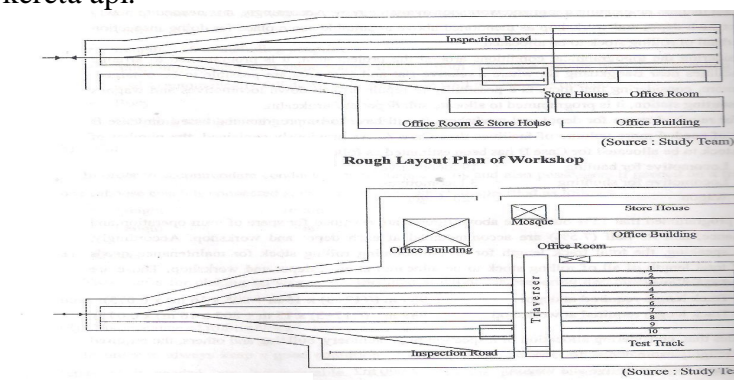 kereta api.
Inspection Road
Store House Office Room
Office Room & Store House Office Building
(Source : Study Team)
Rough Layout Plan of Workshop
Store House
Mosque
Office Building
Office Building
Office Room
Traverser
1
2
3
4
5
6
7
8
9
10
Test Track
Inspection Road
(Source : Study Te